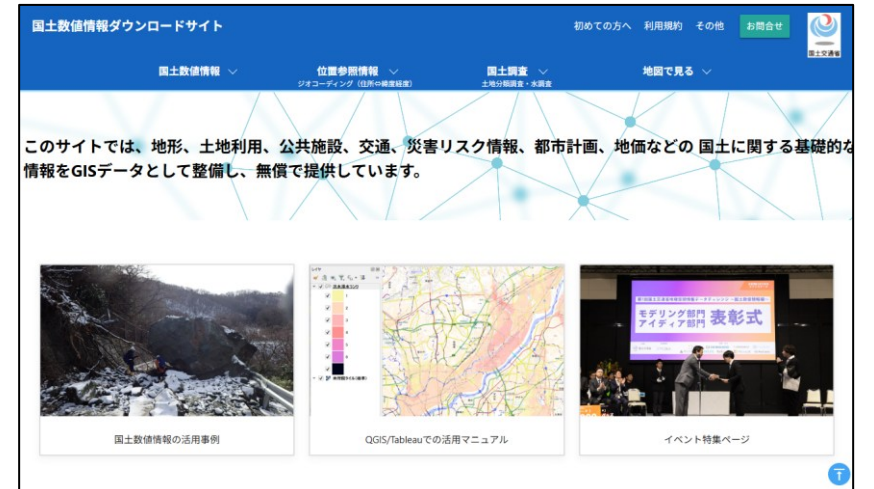 国土数値情報ダウンロードサイト
初めての方へ 利用規約 その他 お問合せ
国土交通省
国土数値情報
位置参照情報
ジオコーディング（住所⇔緯度経度）
国土調査
土地分類調査・水調査
地図で見る
このサイトでは、地形、土地利用、公共施設、交通、災害リスク情報、都市計画、地価などの 国土に関する基礎的な
情報をGISデータとして整備し、無償で提供しています。
レイヤ
モデリング部門
アイディア部門 表彰式
国土数値情報の活用事例
QGIS/Tableauでの活用マニュアル
イベント特集ページ